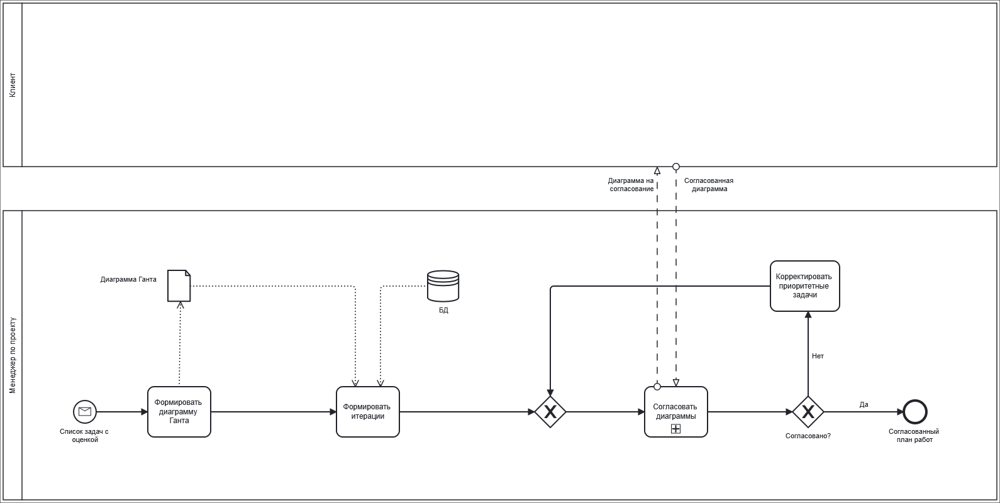 Клиент
Диаграмма на
согласование
Согласованная
диаграмма
Менеджер по проекту
Диаграмма Ганта
БД
Корректировать
приоритетные
задачи
Нет
Список задач с
оценкой
Формировать
диаграмму
Ганта
Формировать
итерации
Согласовать
диаграммы
Согласовано?
Да
Согласованный
план работ